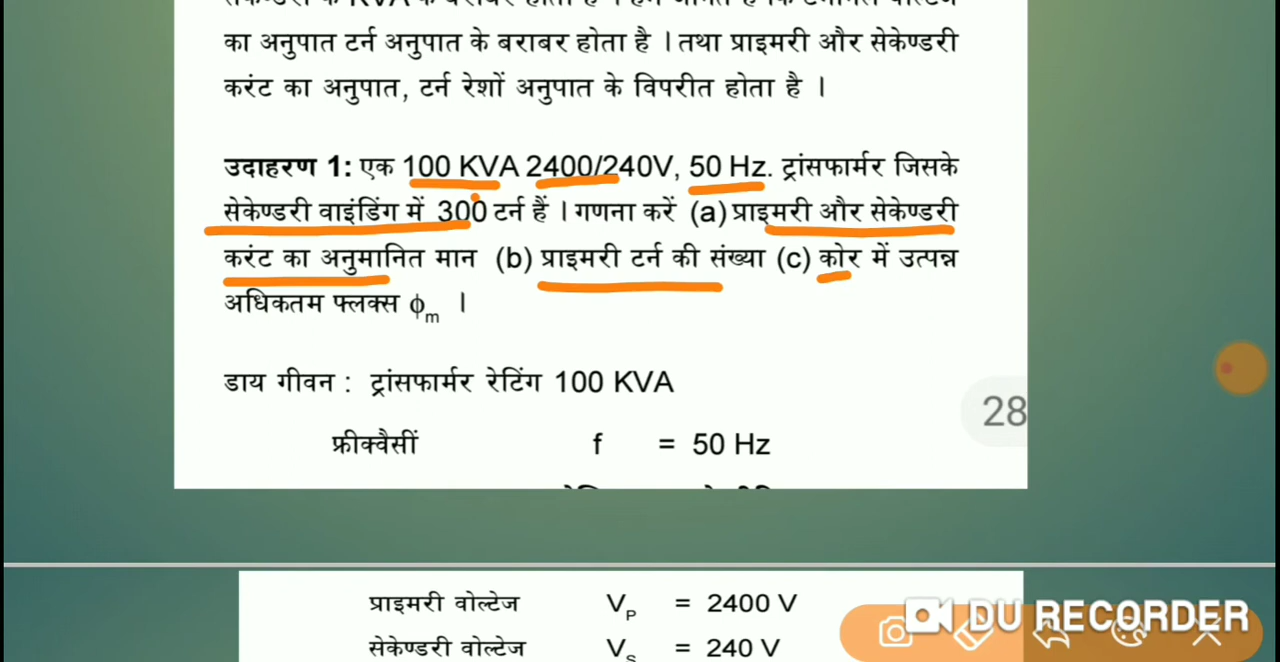 का अनुपात टर्न अनुपात के बराबर होता है । तथा प्राइमरी और सेकेण्डरी
करंट का अनुपात, टर्न रेशों अनुपात के विपरीत होता है ।
उदाहरण 1: एक 100 KVA 2400/240V, 50 Hz. ट्रांसफार्मर जिसके
सेकेण्डरी वाइंडिंग में 300 टर्न हैं । गणना करें (a) प्राइमरी और सेकेण्डरी
करंट का अनुमानित मान (b) प्राइमरी टर्न की संख्या (c) कोर में उत्पन्न
अधिकतम फ्लक्स ϕm ।
डाय गीवन : ट्रांसफार्मर रेटिंग 100 KVA
28
फ्रीक्वैसीं f = 50 Hz
प्राइमरी वोल्टेज VP = 2400 V
DU RECORDER
सेकेण्डरी वोल्टेज VS = 240 V